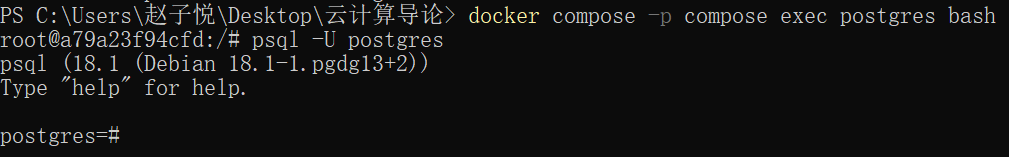 PS C:\Users\赵子悦\Desktop\云计算导论> docker compose -p compose exec postgres bash
root@a79a23f94cfd:/# psql -U postgres
psql (18.1 (Debian 18.1-1.pgdg13+2))
Type "help" for help.
postgres=#